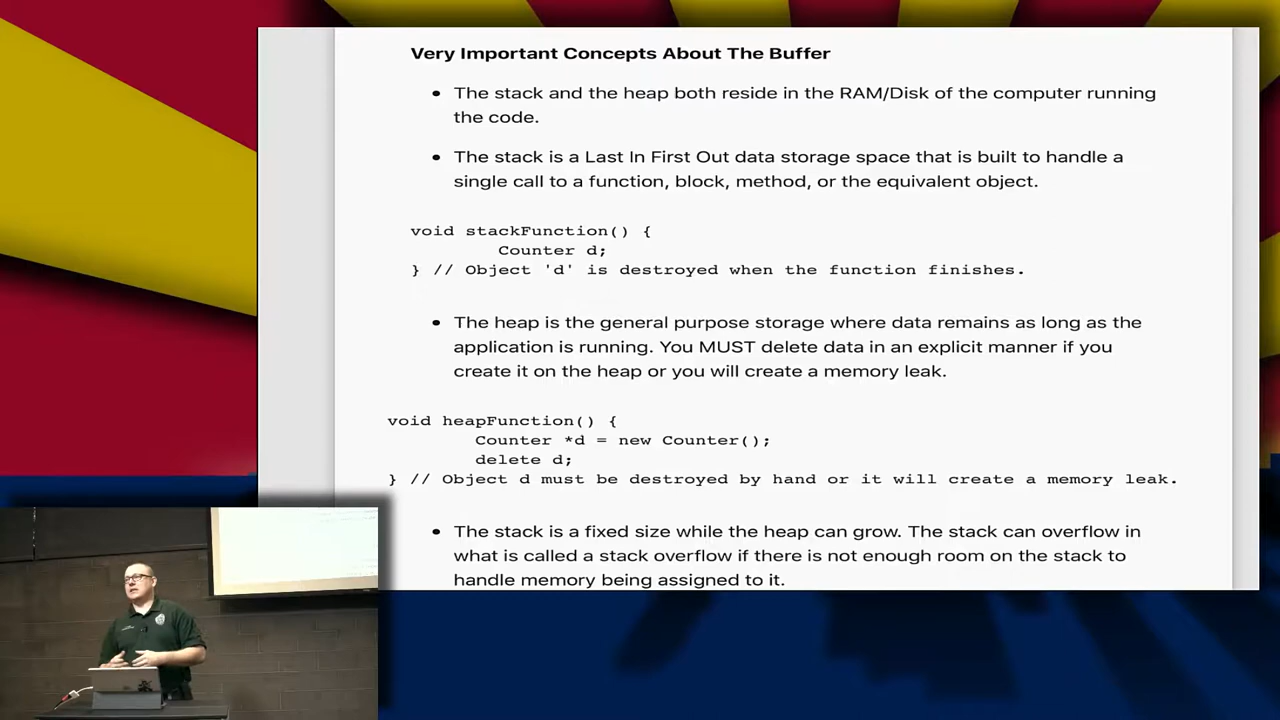 Very Important Concepts About The Buffer
• The stack and the heap both reside in the RAM/Disk of the computer running
the code.
• The stack is a Last In First Out data storage space that is built to handle a
single call to a function, block, method, or the equivalent object.
void stackFunction() {
Counter d;
} // Object 'd' is destroyed when the function finishes.
• The heap is the general purpose storage where data remains as long as the
application is running. You MUST delete data in an explicit manner if you
create it on the heap or you will create a memory leak.
void heapFunction() {
Counter *d = new Counter();
delete d;
} // Object d must be destroyed by hand or it will create a memory leak.
• The stack is a fixed size while the heap can grow. The stack can overflow in
what is called a stack overflow if there is not enough room on the stack to
handle memory being assigned to it.